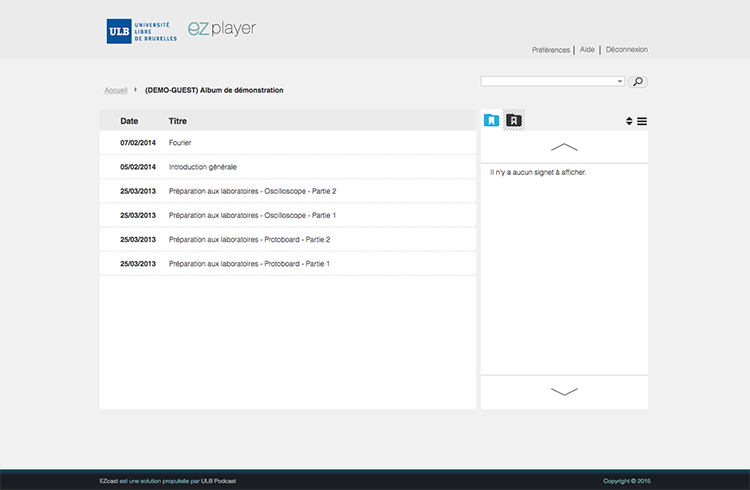 ULB UNIVERSITÉ
LIBRE
DE BRUXELLES
ez player
Préférences | Aide | Déconnexion
Accueil (DEMO-GUEST) Album de démonstration
Date Titre
07/02/2014 Fourier
05/02/2014 Introduction générale
25/03/2013 Préparation aux laboratoires - Oscilloscope - Partie 2
25/03/2013 Préparation aux laboratoires - Oscilloscope - Partie 1
25/03/2013 Préparation aux laboratoires - Protoboard - Partie 2
25/03/2013 Préparation aux laboratoires - Protoboard - Partie 1
Il n'y a aucun signet à afficher.
EZcast est une solution propulsée par ULB Podcast
Copyright © 2015